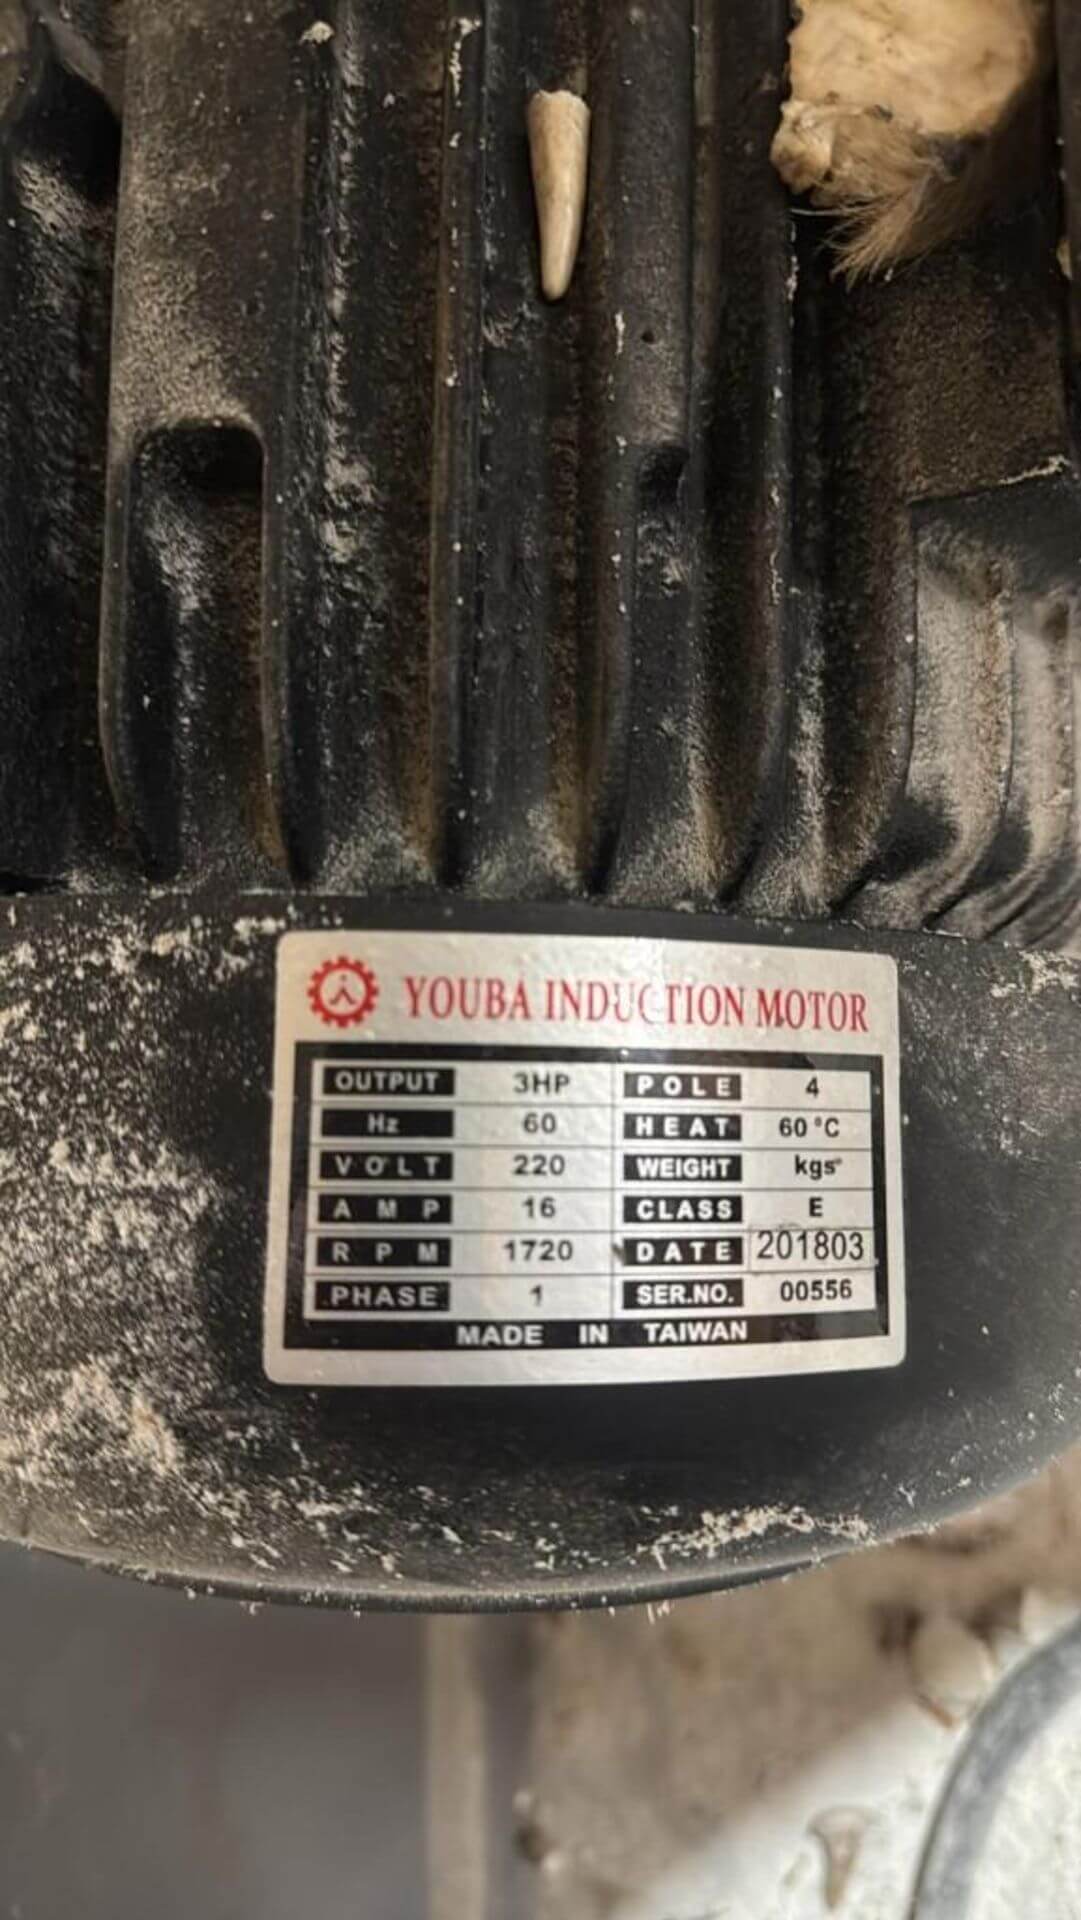 YOUBA INDUCTION MOTOR
OUTPUT 3HP POLE 4
Hz 60 HEAT 60°C
VOLT 220 WEIGHT kgs
AMP 16 CLASS E
RPM 1720 DATE 201803
PHASE 1 SER.NO. 00556
MADE IN TAIWAN